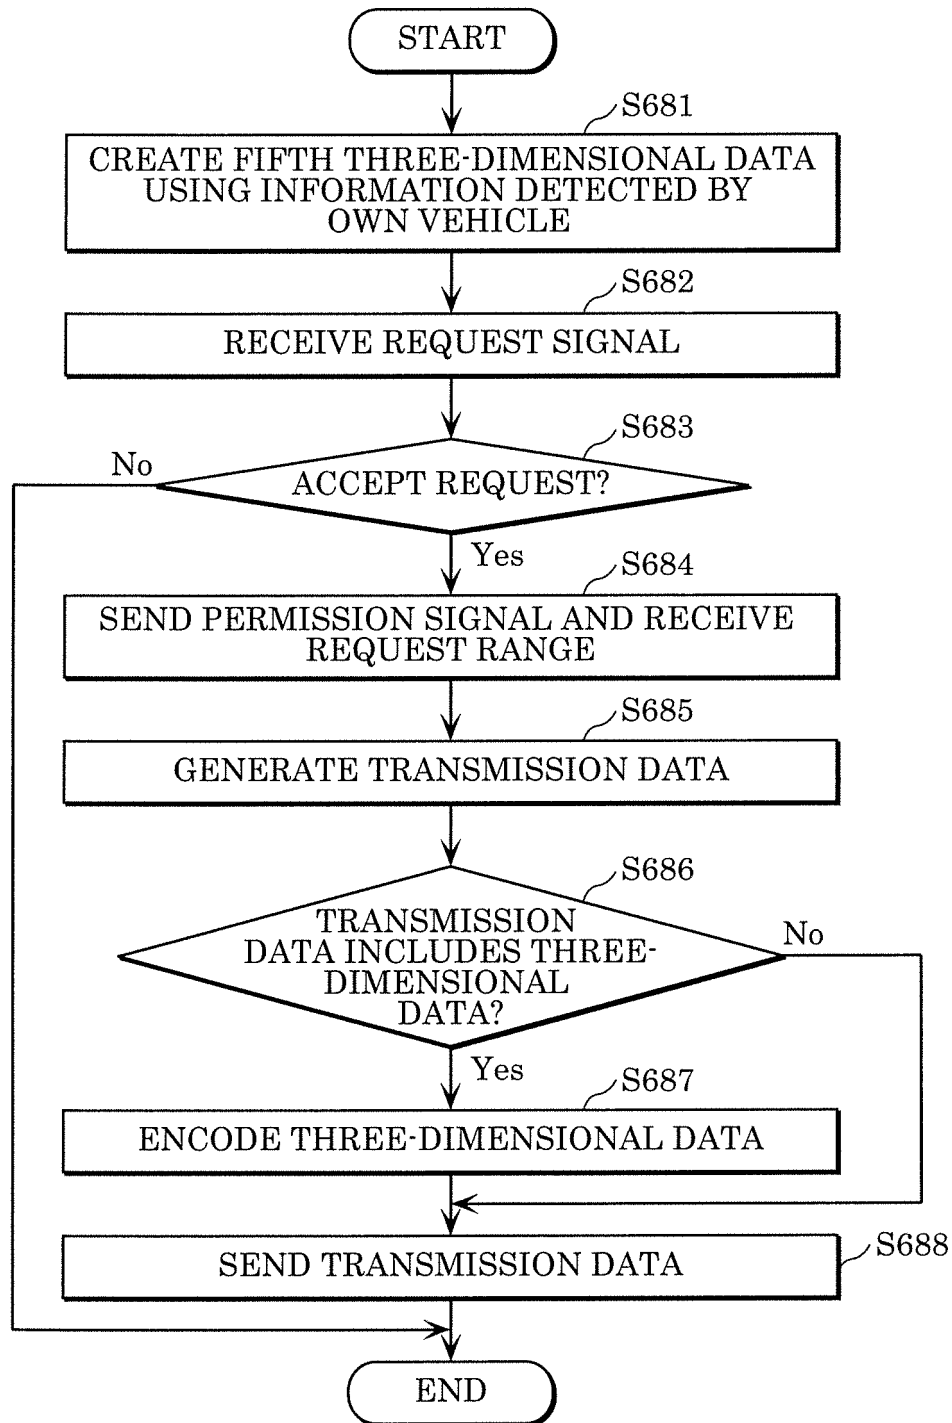 START
S681
CREATE FIFTH THREE-DIMENSIONAL DATA
USING INFORMATION DETECTED BY
OWN VEHICLE
S682
RECEIVE REQUEST SIGNAL
S683
No
ACCEPT REQUEST?
Yes
S684
SEND PERMISSION SIGNAL AND RECEIVE
REQUEST RANGE
S685
GENERATE TRANSMISSION DATA
S686
TRANSMISSION
DATA INCLUDES THREE-
DIMENSIONAL
DATA?
No
Yes
S687
ENCODE THREE-DIMENSIONAL DATA
S688
SEND TRANSMISSION DATA
END